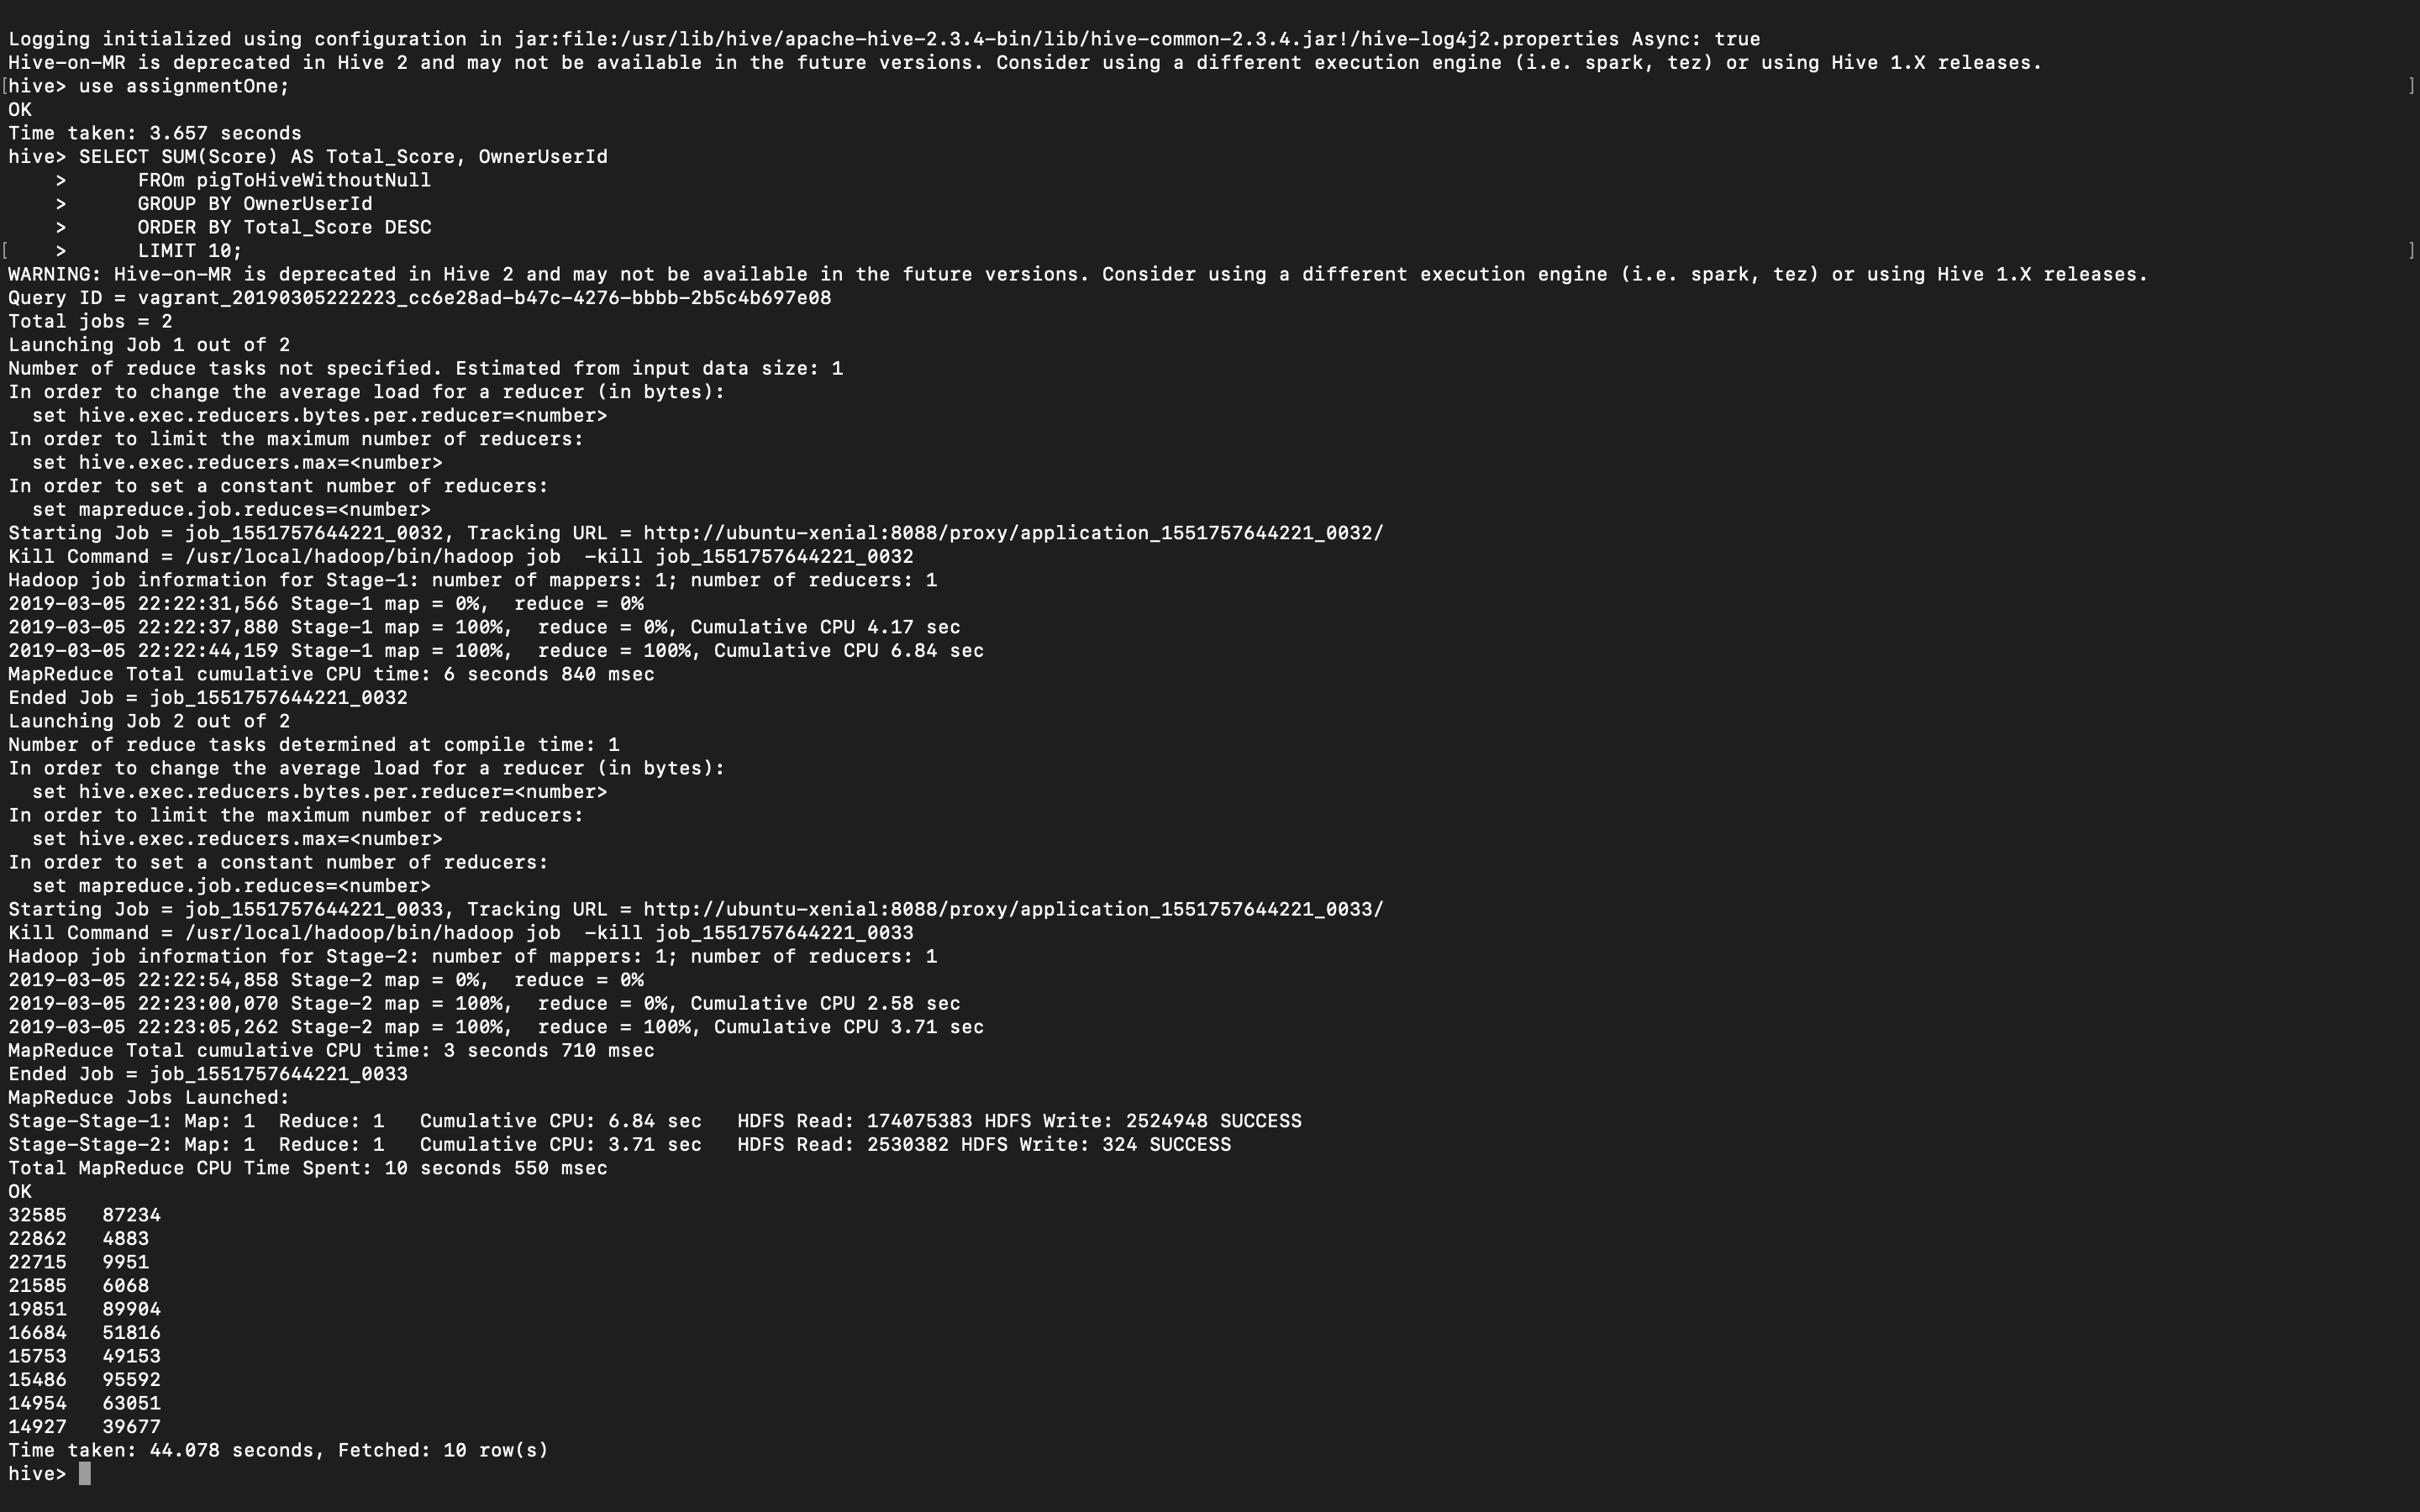 Logging initialized using configuration in jar:file:/usr/lib/hive/apache-hive-2.3.4-bin/lib/hive-common-2.3.4.jar!/hive-log4j2.properties Async: true
Hive-on-MR is deprecated in Hive 2 and may not be available in the future versions. Consider using a different execution engine (i.e. spark, tez) or using Hive 1.X releases.
[hive> use assignmentOne; ]
OK
Time taken: 3.657 seconds
hive> SELECT SUM(Score) AS Total_Score, OwnerUserId
    >      FROm pigToHiveWithoutNull
    >      GROUP BY OwnerUserId
    >      ORDER BY Total_Score DESC
[    >      LIMIT 10; ]
WARNING: Hive-on-MR is deprecated in Hive 2 and may not be available in the future versions. Consider using a different execution engine (i.e. spark, tez) or using Hive 1.X releases.
Query ID = vagrant_20190305222223_cc6e28ad-b47c-4276-bbbb-2b5c4b697e08
Total jobs = 2
Launching Job 1 out of 2
Number of reduce tasks not specified. Estimated from input data size: 1
In order to change the average load for a reducer (in bytes):
  set hive.exec.reducers.bytes.per.reducer=<number>
In order to limit the maximum number of reducers:
  set hive.exec.reducers.max=<number>
In order to set a constant number of reducers:
  set mapreduce.job.reduces=<number>
Starting Job = job_1551757644221_0032, Tracking URL = http://ubuntu-xenial:8088/proxy/application_1551757644221_0032/
Kill Command = /usr/local/hadoop/bin/hadoop job  -kill job_1551757644221_0032
Hadoop job information for Stage-1: number of mappers: 1; number of reducers: 1
2019-03-05 22:22:31,566 Stage-1 map = 0%,  reduce = 0%
2019-03-05 22:22:37,880 Stage-1 map = 100%,  reduce = 0%, Cumulative CPU 4.17 sec
2019-03-05 22:22:44,159 Stage-1 map = 100%,  reduce = 100%, Cumulative CPU 6.84 sec
MapReduce Total cumulative CPU time: 6 seconds 840 msec
Ended Job = job_1551757644221_0032
Launching Job 2 out of 2
Number of reduce tasks determined at compile time: 1
In order to change the average load for a reducer (in bytes):
  set hive.exec.reducers.bytes.per.reducer=<number>
In order to limit the maximum number of reducers:
  set hive.exec.reducers.max=<number>
In order to set a constant number of reducers:
  set mapreduce.job.reduces=<number>
Starting Job = job_1551757644221_0033, Tracking URL = http://ubuntu-xenial:8088/proxy/application_1551757644221_0033/
Kill Command = /usr/local/hadoop/bin/hadoop job  -kill job_1551757644221_0033
Hadoop job information for Stage-2: number of mappers: 1; number of reducers: 1
2019-03-05 22:22:54,858 Stage-2 map = 0%,  reduce = 0%
2019-03-05 22:23:00,070 Stage-2 map = 100%,  reduce = 0%, Cumulative CPU 2.58 sec
2019-03-05 22:23:05,262 Stage-2 map = 100%,  reduce = 100%, Cumulative CPU 3.71 sec
MapReduce Total cumulative CPU time: 3 seconds 710 msec
Ended Job = job_1551757644221_0033
MapReduce Jobs Launched:
Stage-Stage-1: Map: 1  Reduce: 1   Cumulative CPU: 6.84 sec   HDFS Read: 174075383 HDFS Write: 2524948 SUCCESS
Stage-Stage-2: Map: 1  Reduce: 1   Cumulative CPU: 3.71 sec   HDFS Read: 2530382 HDFS Write: 324 SUCCESS
Total MapReduce CPU Time Spent: 10 seconds 550 msec
OK
32585   87234
22862   4883
22715   9951
21585   6068
19851   89904
16684   51816
15753   49153
15486   95592
14954   63051
14927   39677
Time taken: 44.078 seconds, Fetched: 10 row(s)
hive>